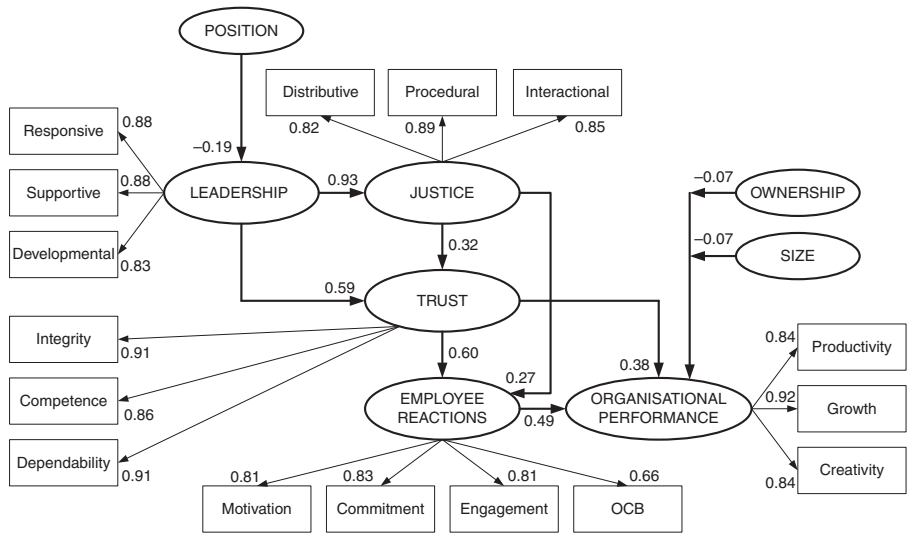 POSITION
Distributive
Procedural
Interactional
0.82
0.89
0.85
Responsive
0.88
–0.19
Supportive
0.88
LEADERSHIP
0.93
JUSTICE
–0.07
OWNERSHIP
Developmental
0.83
0.32
–0.07
SIZE
0.59
TRUST
Integrity
0.91
0.60
0.84
Productivity
Competence
0.86
0.27
0.38
EMPLOYEE
REACTIONS
0.49
ORGANISATIONAL
PERFORMANCE
0.92
Growth
Dependability
0.91
0.84
Creativity
0.81
0.83
0.81
0.66
Motivation
Commitment
Engagement
OCB